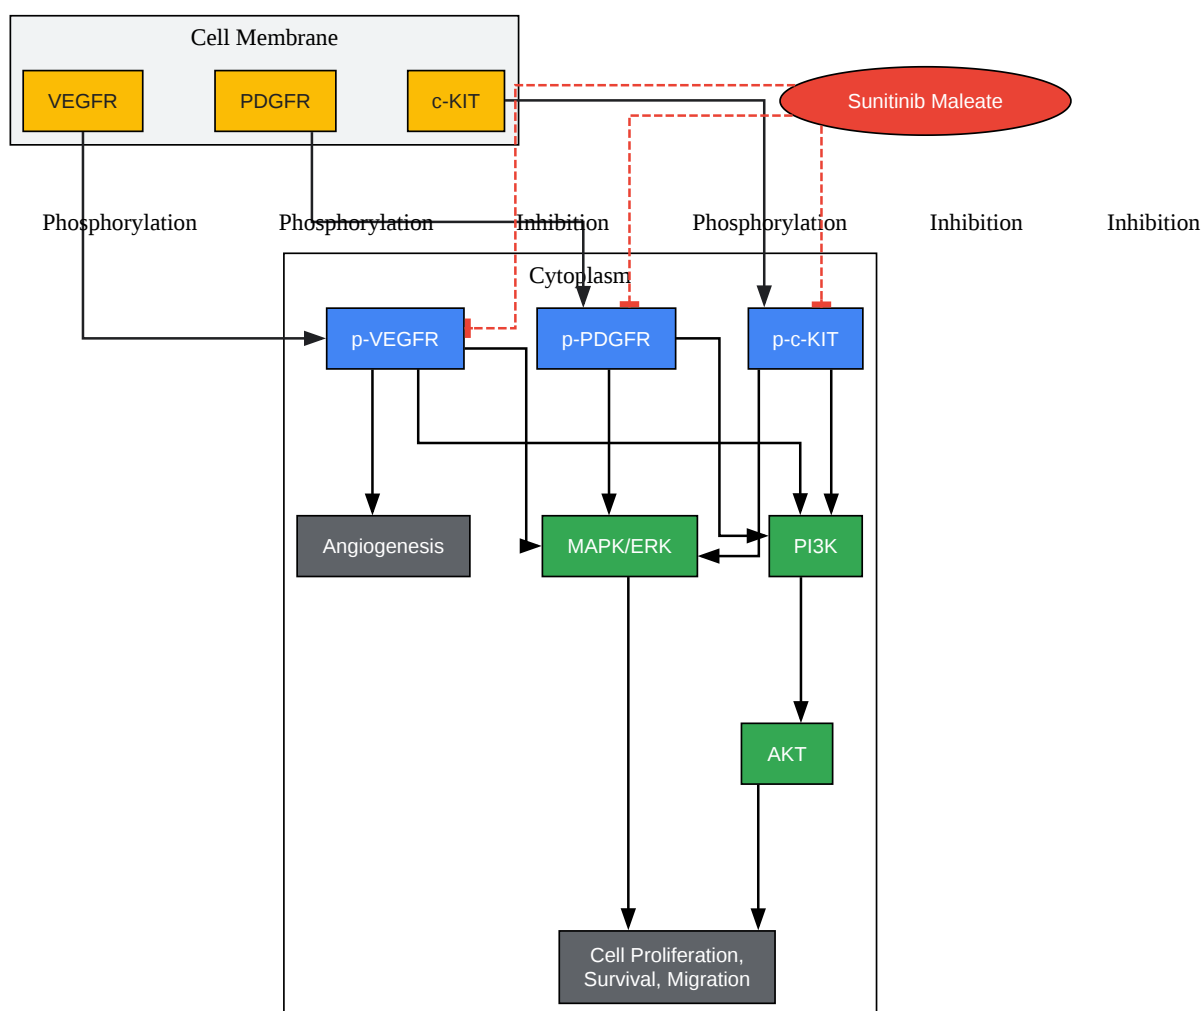 Cell Membrane
VEGFR
PDGFR
c-KIT
Sunitinib Maleate
Phosphorylation
Phosphorylation
Inhibition
Phosphorylation
Inhibition
Inhibition
Cytoplasm
p-VEGFR
p-PDGFR
p-c-KIT
Angiogenesis
MAPK/ERK
PI3K
AKT
Cell Proliferation,
Survival, Migration